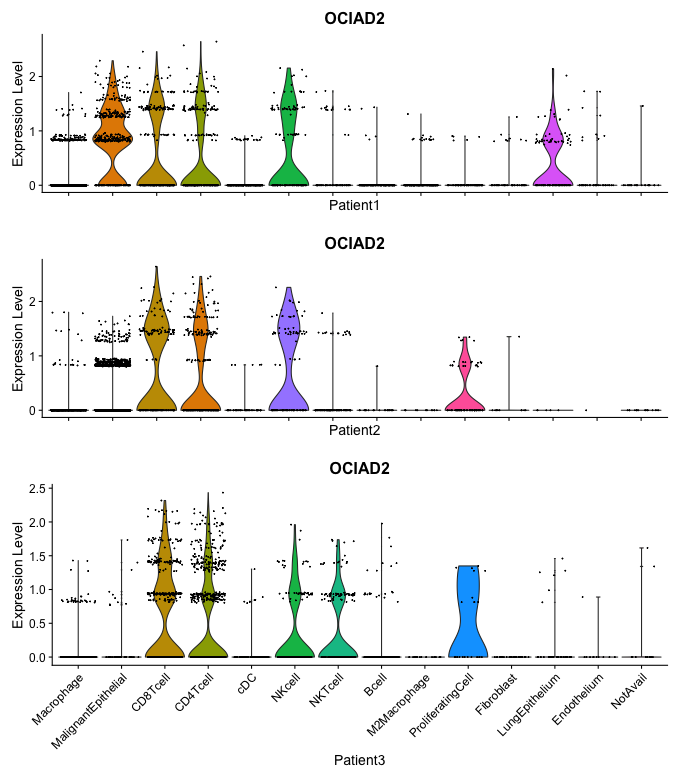 OCIAD2
Expression Level
2
1
0
Patient1
OCIAD2
Expression Level
2
1
0
Patient2
OCIAD2
Expression Level
2.5
2.0
1.5
1.0
0.5
0.0
Macrophage
MalignantEpithelial
CD8Tcell
CD4Tcell
cDC
NKcell
NKTcell
Bcell
M2Macrophage
ProliferatingCell
Fibroblast
LungEpithelium
Endothelium
NotAvail
Patient3